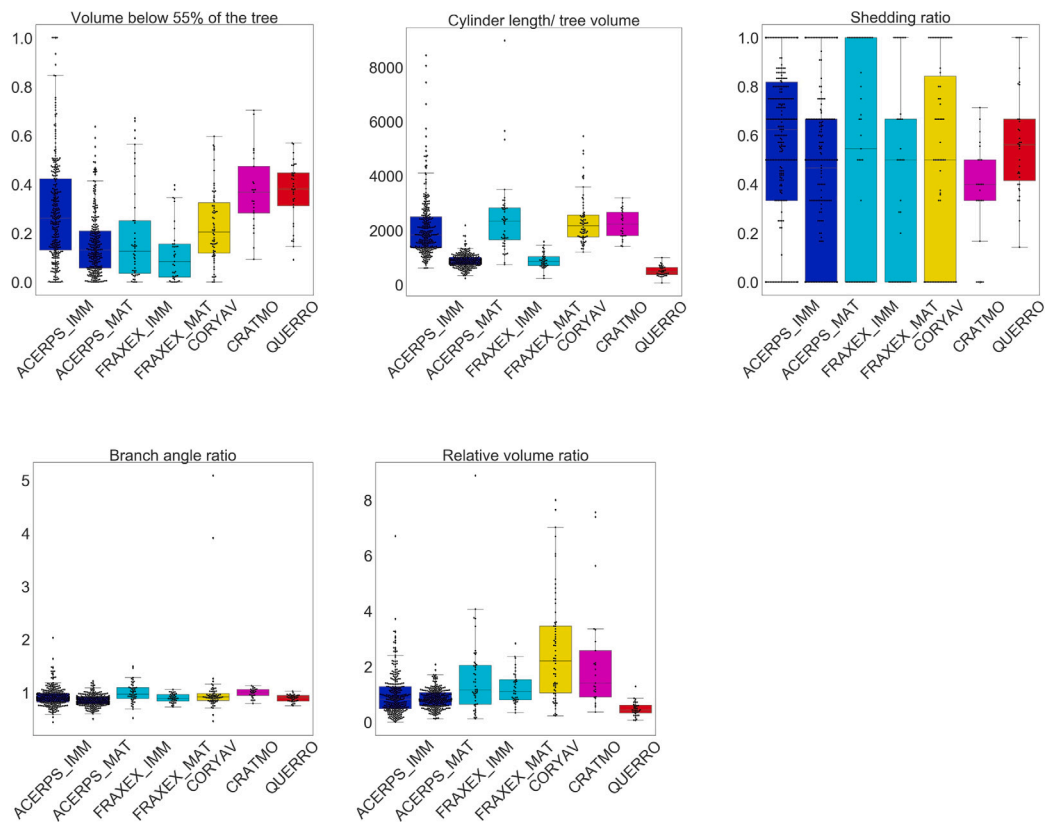 Volume below 55% of the tree
1.0
0.8
0.6
0.4
0.2
0.0
ACERPS_IMM
ACERPS_MAT
FRAXEX_IMM
FRAXEX_MAT
CORYAV
CRATMO
QUERRO
Cylinder length/ tree volume
8000
6000
4000
2000
0
ACERPS_IMM
ACERPS_MAT
FRAXEX_IMM
FRAXEX_MAT
CORYAV
CRATMO
QUERRO
Shedding ratio
1.0
0.8
0.6
0.4
0.2
0.0
ACERPS_IMM
ACERPS_MAT
FRAXEX_IMM
FRAXEX_MAT
CORYAV
CRATMO
QUERRO
Branch angle ratio
5
4
3
2
1
ACERPS_IMM
ACERPS_MAT
FRAXEX_IMM
FRAXEX_MAT
CORYAV
CRATMO
QUERRO
Relative volume ratio
8
6
4
2
0
ACERPS_IMM
ACERPS_MAT
FRAXEX_IMM
FRAXEX_MAT
CORYAV
CRATMO
QUERRO